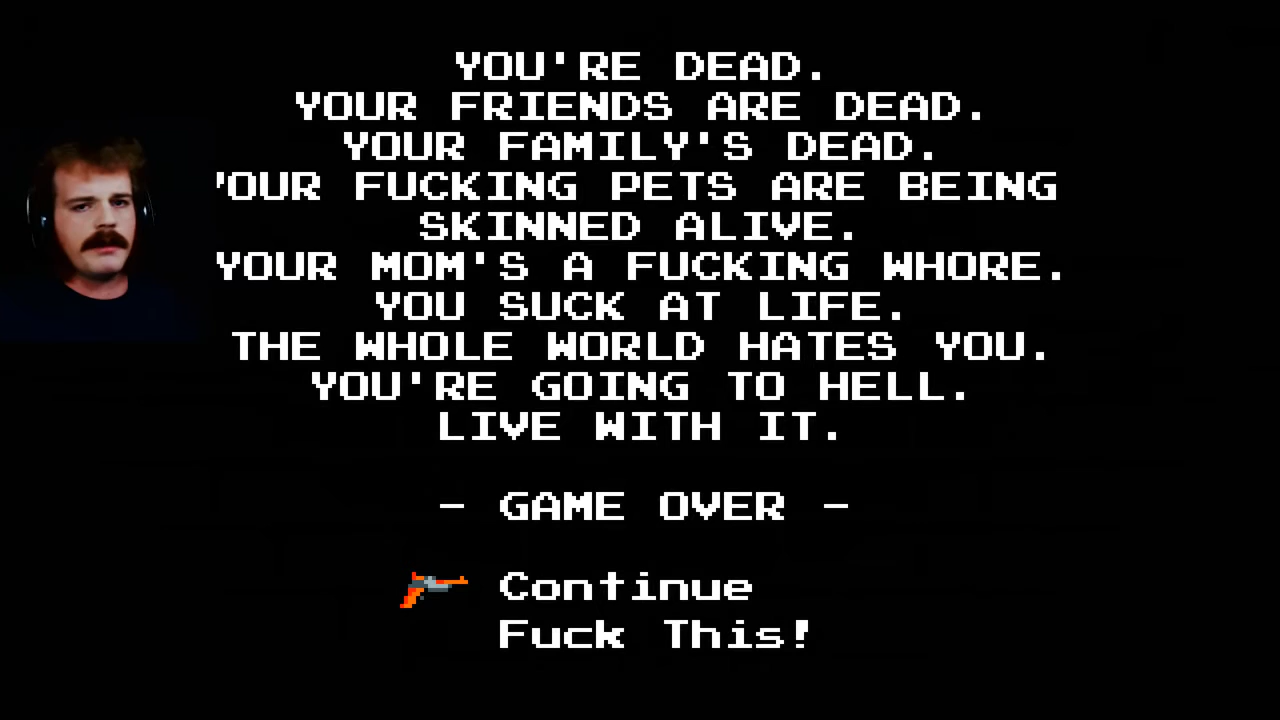 YOU'RE DEAD.
YOUR FRIENDS ARE DEAD.
YOUR FAMILY'S DEAD.
'OUR FUCKING PETS ARE BEING
SKINNED ALIVE.
YOUR MOM'S A FUCKING WHORE.
YOU SUCK AT LIFE.
THE WHOLE WORLD HATES YOU.
YOU'RE GOING TO HELL.
LIVE WITH IT.
- GAME OVER -
Continue
Fuck This!